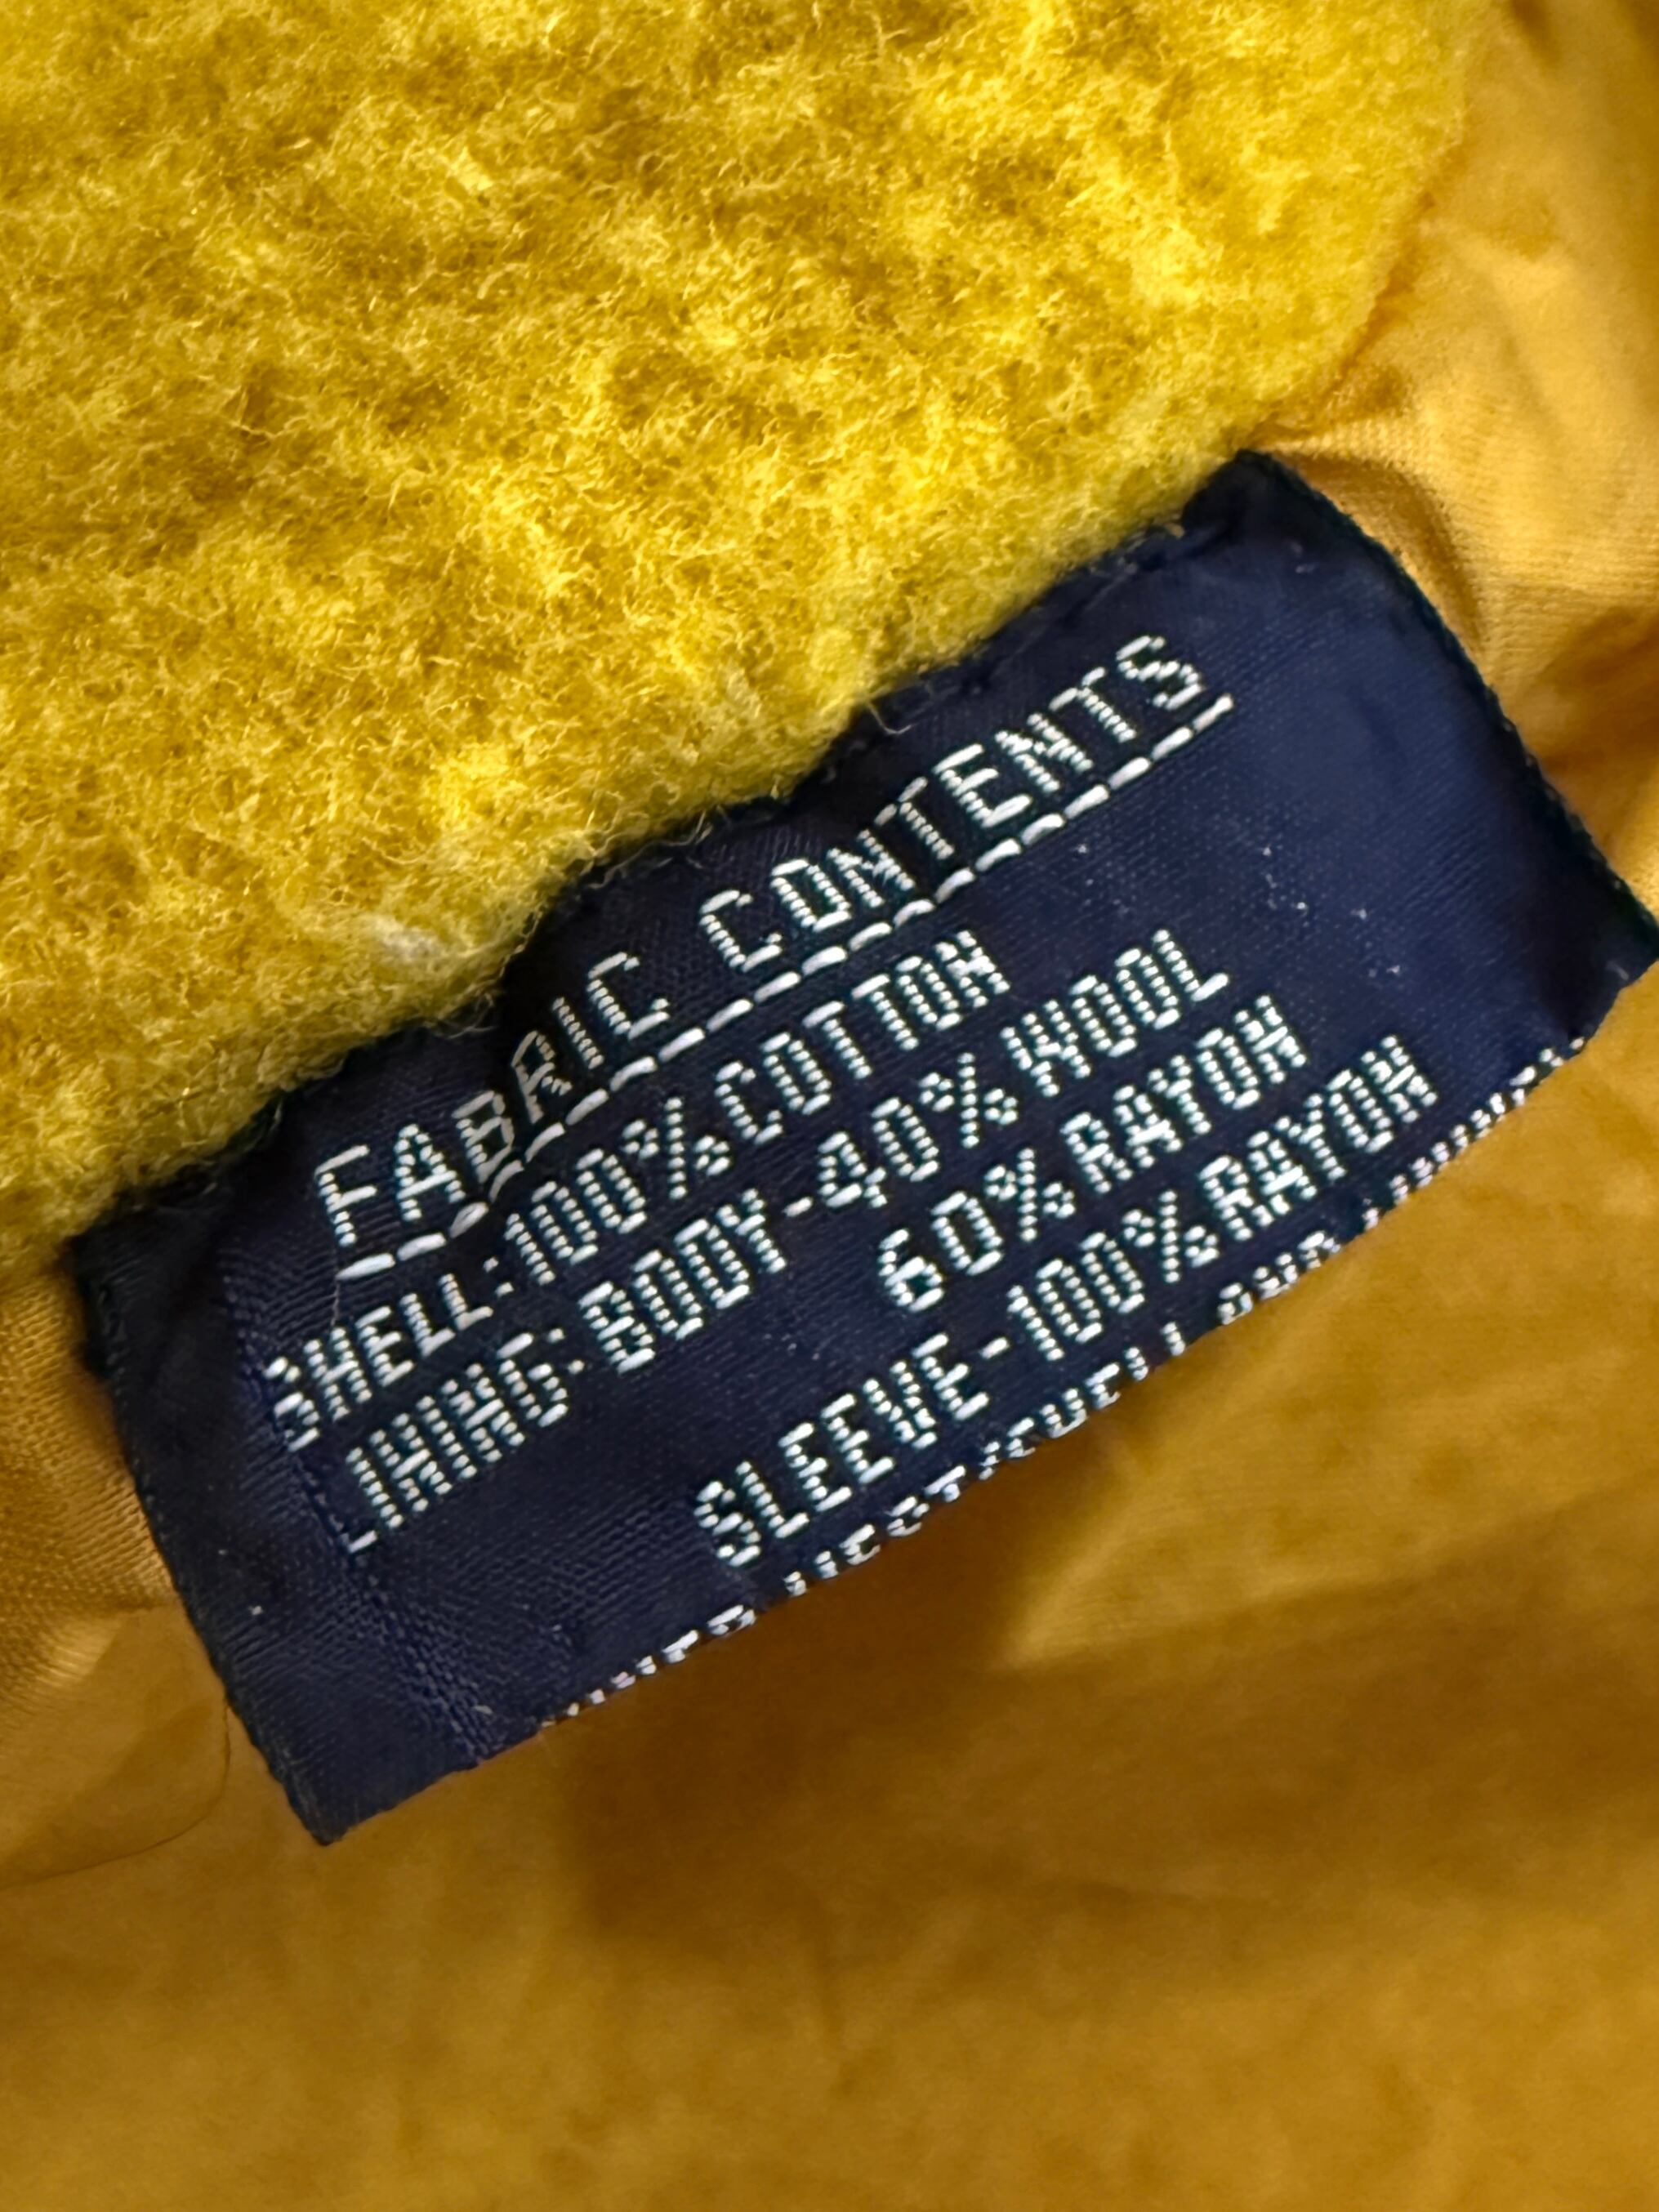 FABRIC CONTENTS
SHELL:100%COTTON
LINING:BODY-40%WOOL
60%RAYON
SLEEVE-100%RAYON